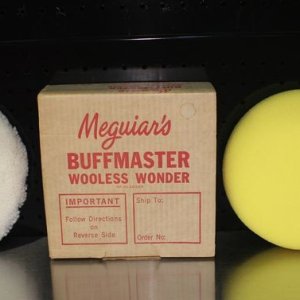 Meguiar's
BUFFMASTER
WOOLESS WONDER
IMPORTANT
Follow Directions
on
Reverse Side
Ship To:
Order No: